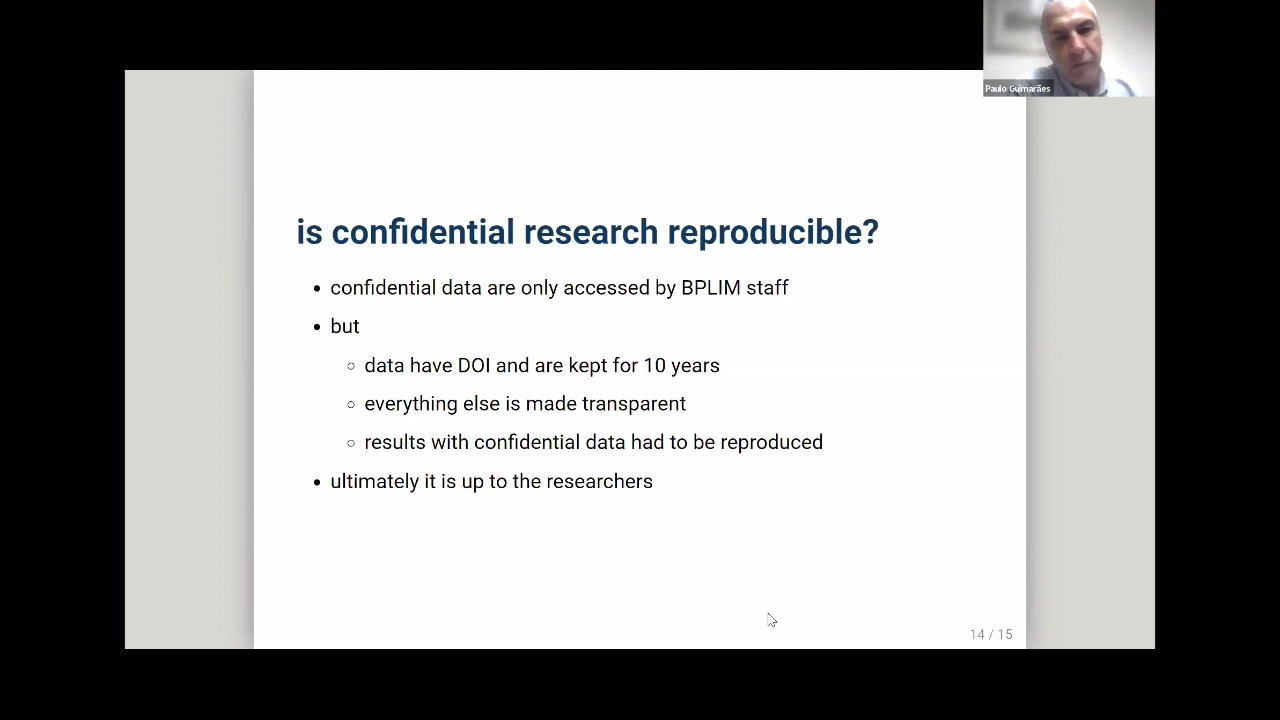 Paulo Guimarães
is confidential research reproducible?
confidential data are only accessed by BPLIM staff
but
data have DOI and are kept for 10 years
everything else is made transparent
results with confidential data had to be reproduced
ultimately it is up to the researchers
14 / 15